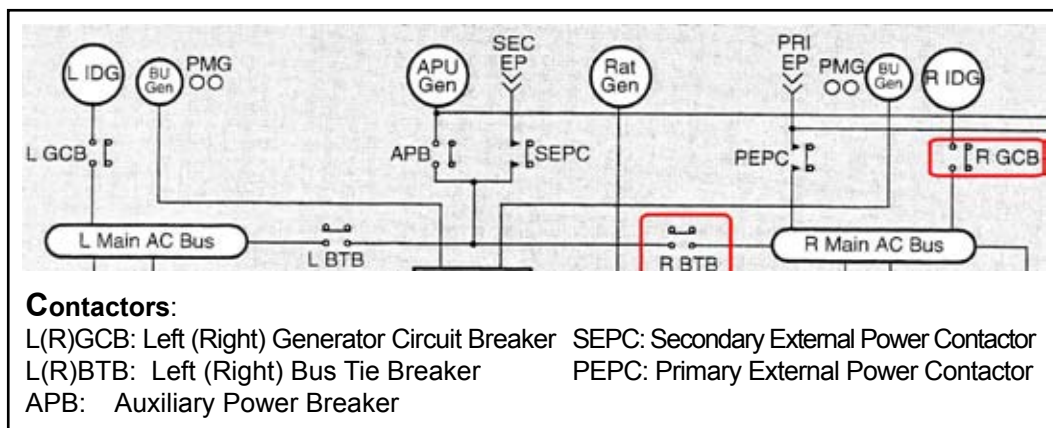 L IDG
BU Gen
PMG
APU Gen
SEC EP
Rat Gen
PRI EP
PMG
BU Gen
R IDG
L GCB
APB
SEPC
PEPC
R GCB
L Main AC Bus
L BTB
R BTB
R Main AC Bus
Contactors:
L(R)GCB: Left (Right) Generator Circuit Breaker SEPC: Secondary External Power Contactor
L(R)BTB: Left (Right) Bus Tie Breaker PEPC: Primary External Power Contactor
APB: Auxiliary Power Breaker